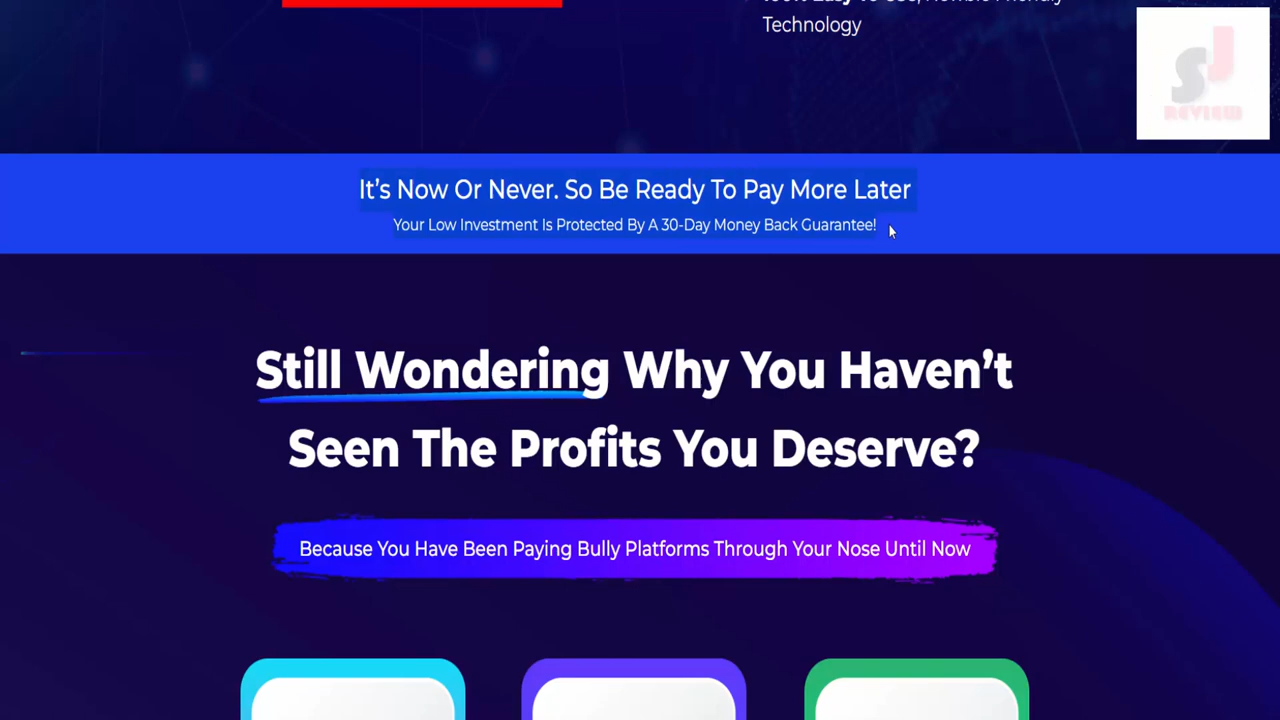 Technology
SJ
REVIEW
It's Now Or Never. So Be Ready To Pay More Later
Your Low Investment Is Protected By A 30-Day Money Back Guarantee!
Still Wondering Why You Haven't
Seen The Profits You Deserve?
Because You Have Been Paying Bully Platforms Through Your Nose Until Now